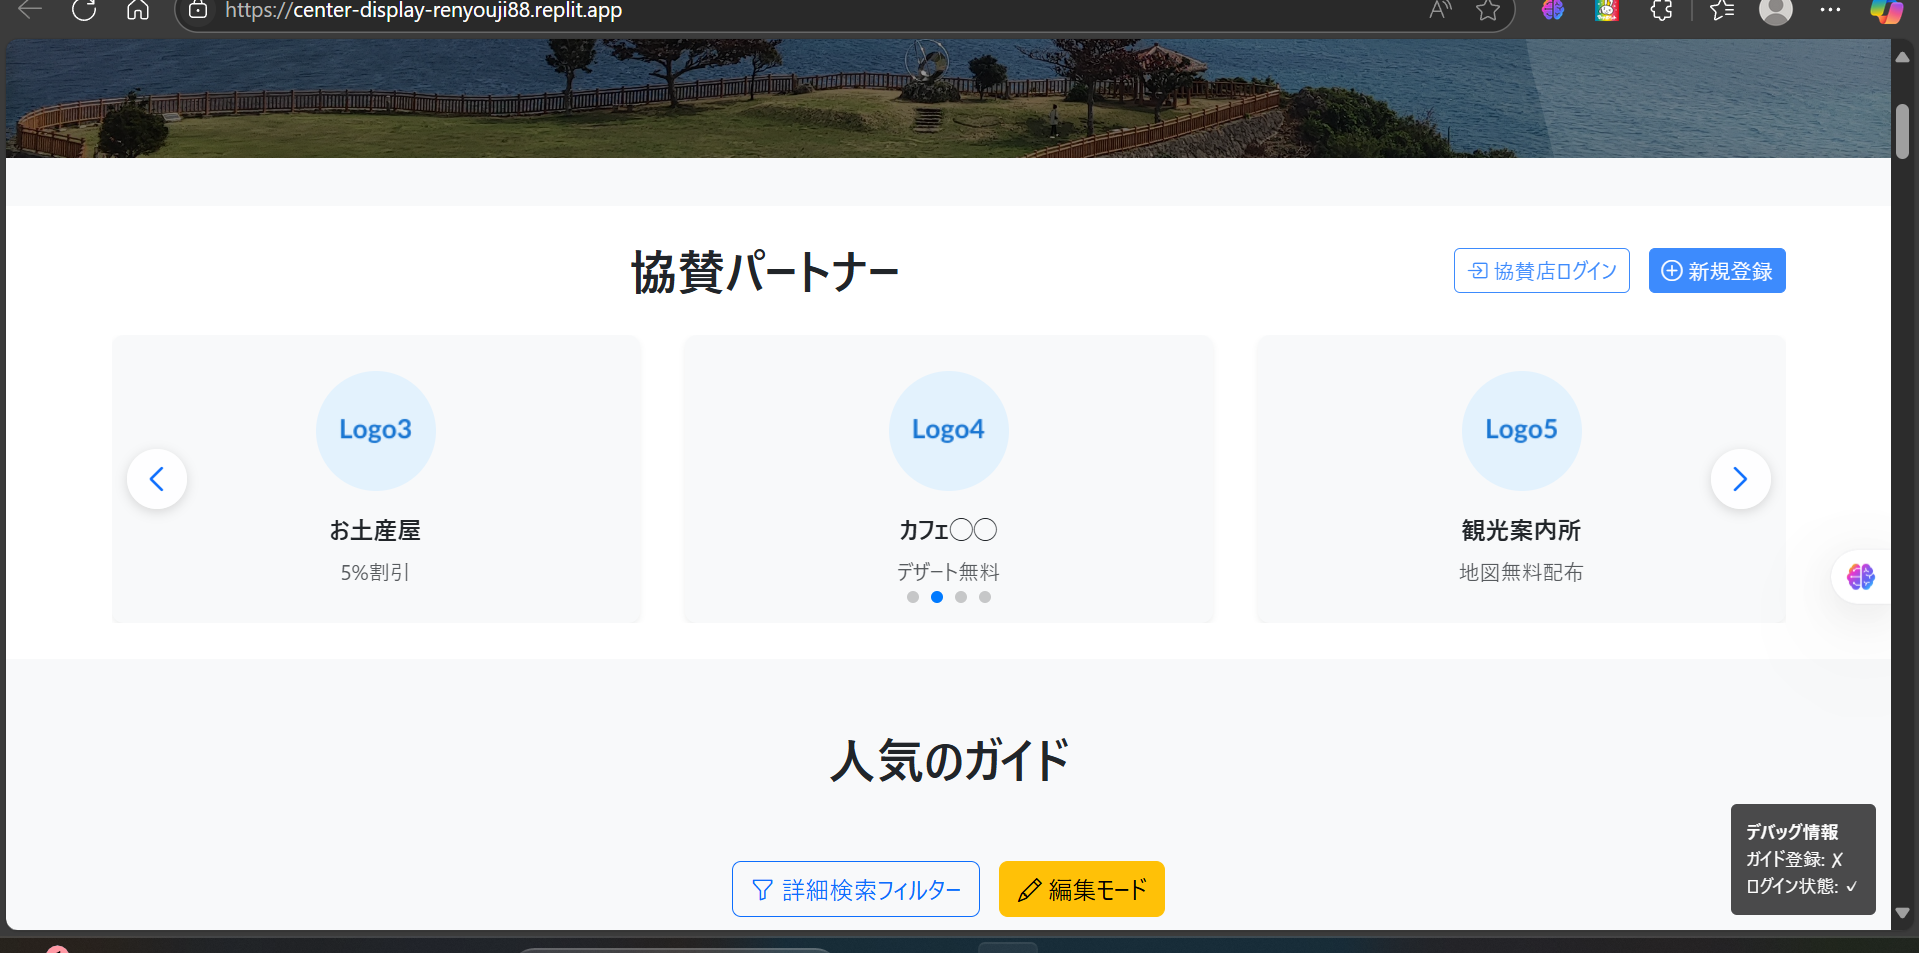 https://center-display-renyouji88.replit.app
協賛パートナー
協賛店ログイン
新規登録
Logo3
お土産屋
5%割引
Logo4
カフェ〇〇
デザート無料
Logo5
観光案内所
地図無料配布
人気のガイド
詳細検索フィルター
編集モード
デバッグ情報
ガイド登録: ✗
ログイン状態: ✓